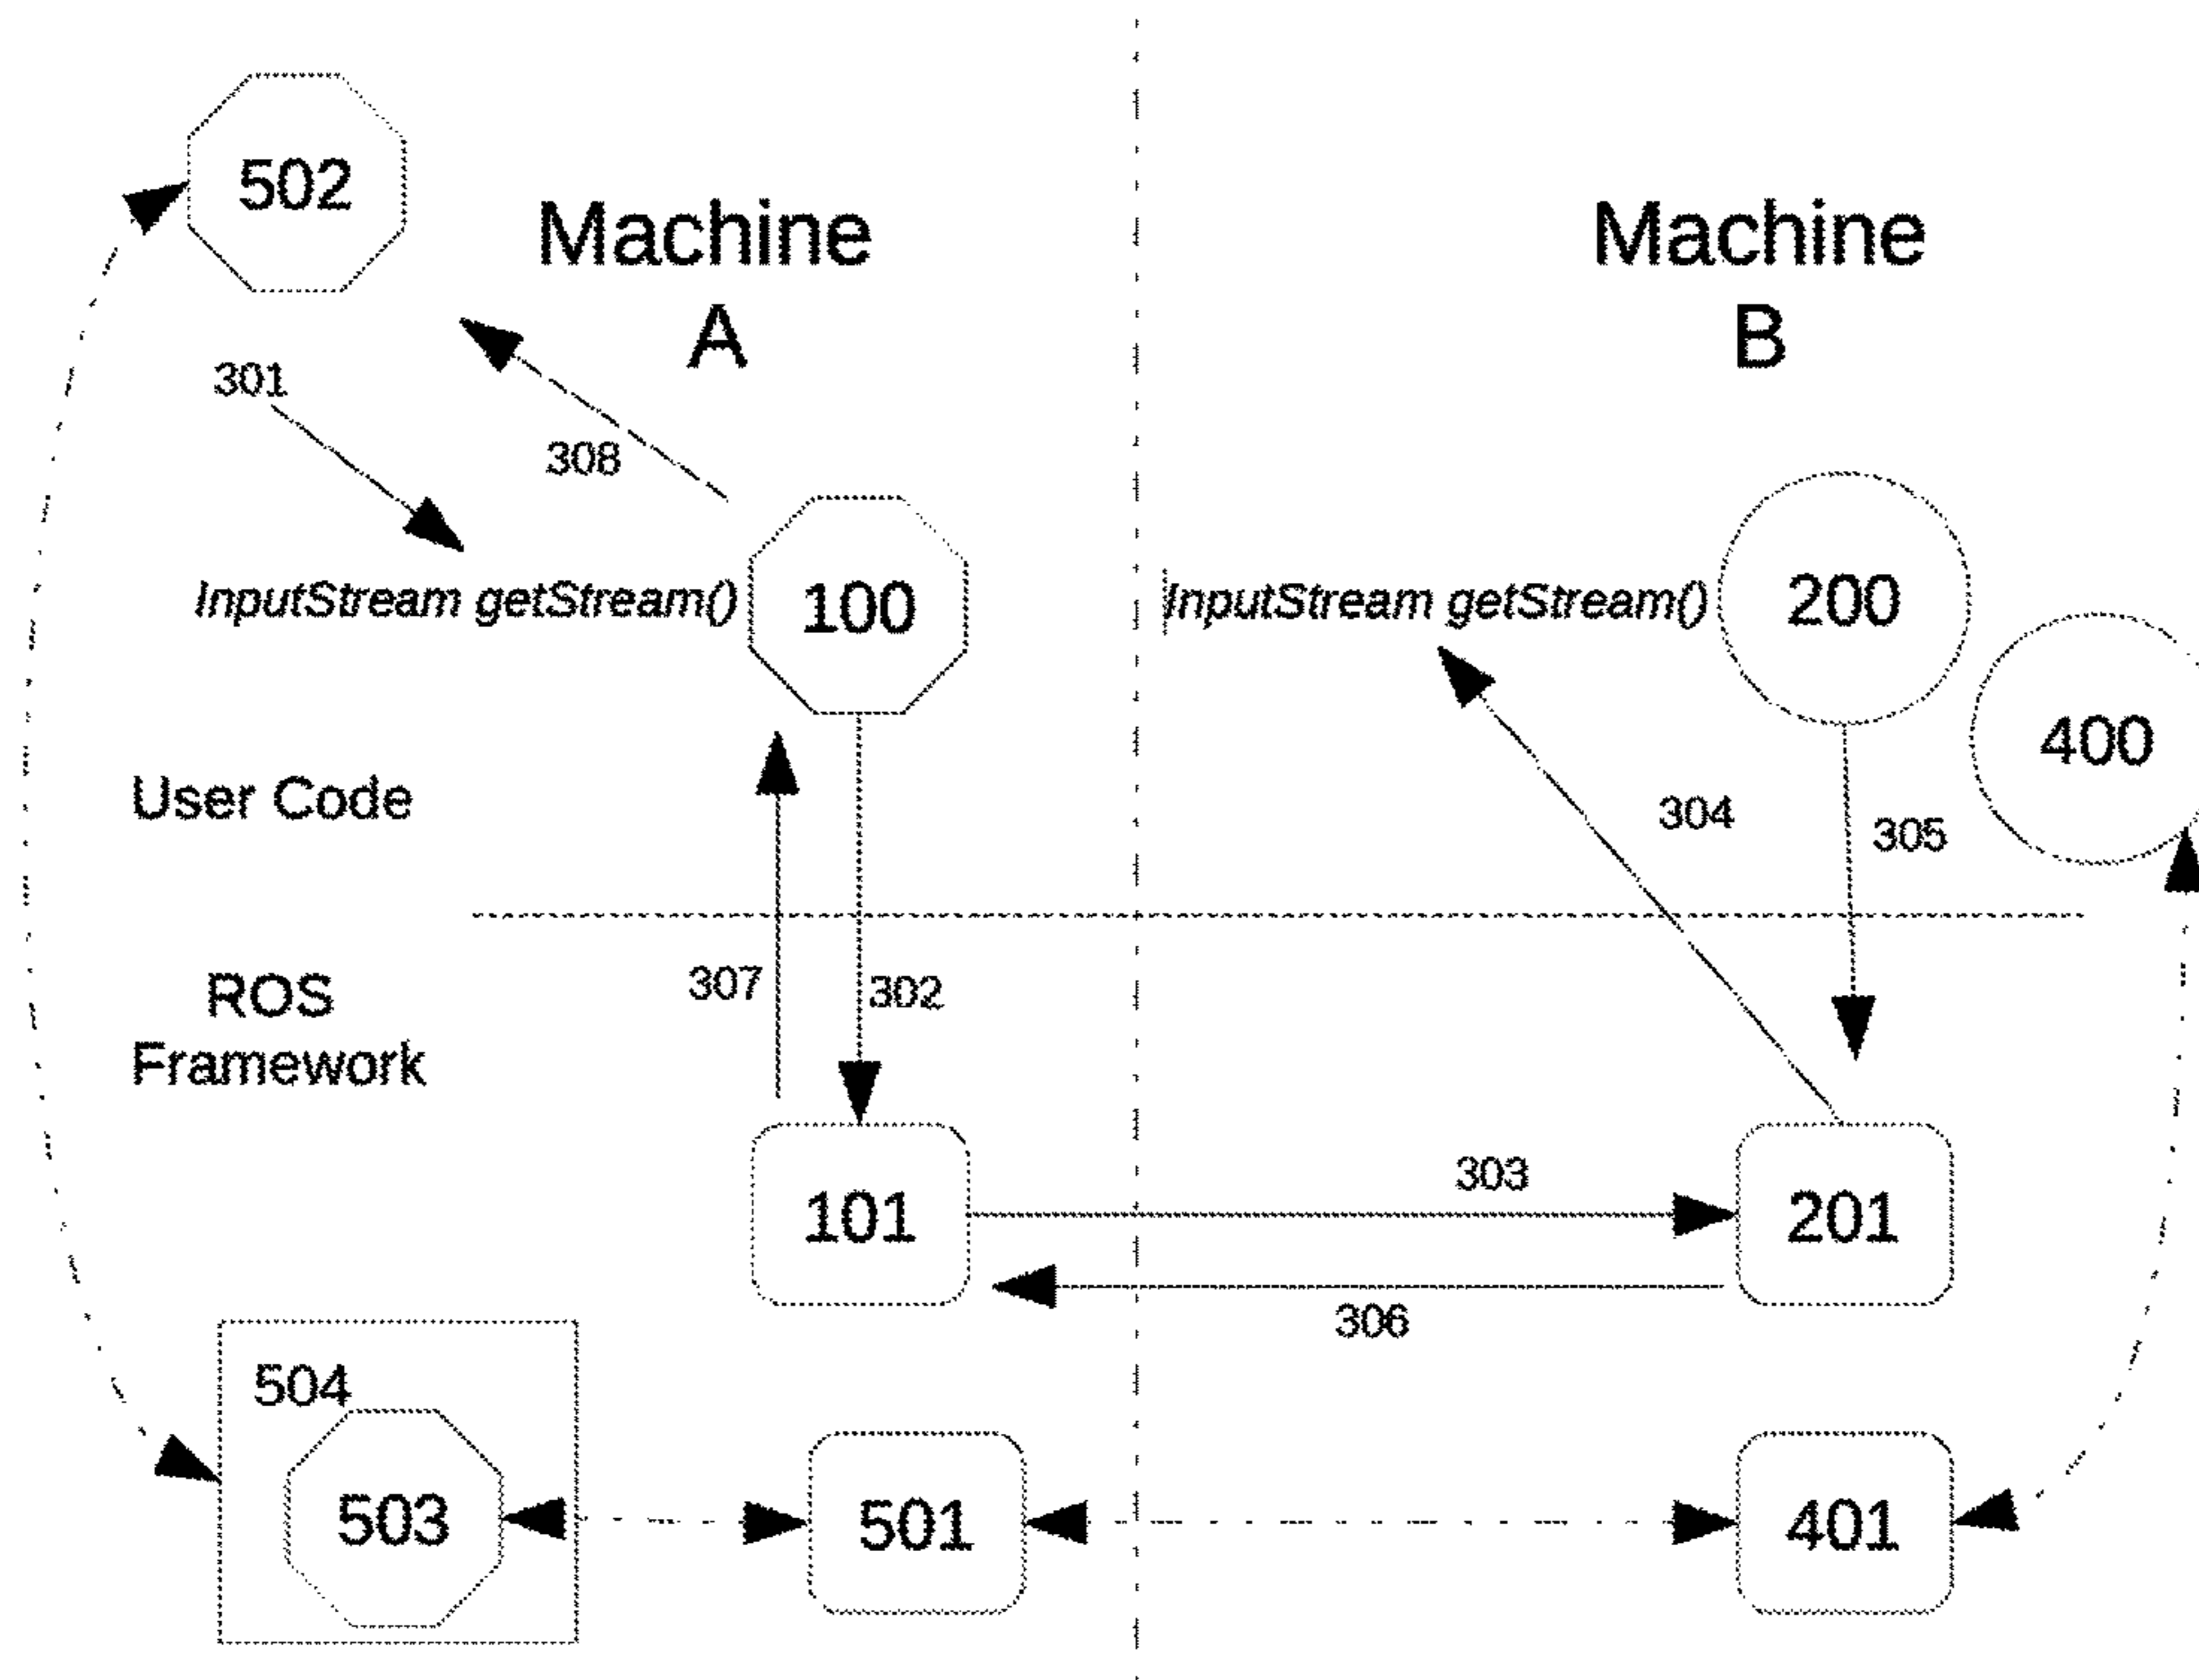 502
Machine
A
Machine
B
301
308
InputStream getStream()
100
InputStream getStream()
200
400
User Code
304
305
ROS
Framework
307
302
101
303
201
306
504
503
501
401